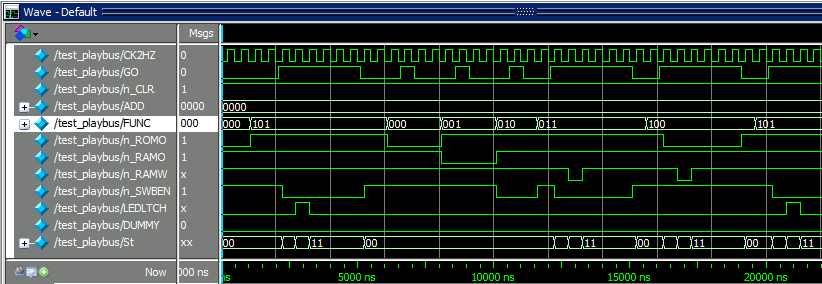 Wave - Default
Msgs
/test_playbus/CK2HZ 0
/test_playbus/GO 0
/test_playbus/n_CLR 1
/test_playbus/ADD 0000 0000
/test_playbus/FUNC 000 000 101 000 001 010 011 100 101
/test_playbus/n_ROMO 1
/test_playbus/n_RAMO 1
/test_playbus/n_RAMW x
/test_playbus/n_SWBEN 1
/test_playbus/LEDLTCH x
/test_playbus/DUMMY 0
/test_playbus/St xx 00 11 00 11 00 11 00 11
Now 000 ns ns 5000 ns 10000 ns 15000 ns 20000 ns